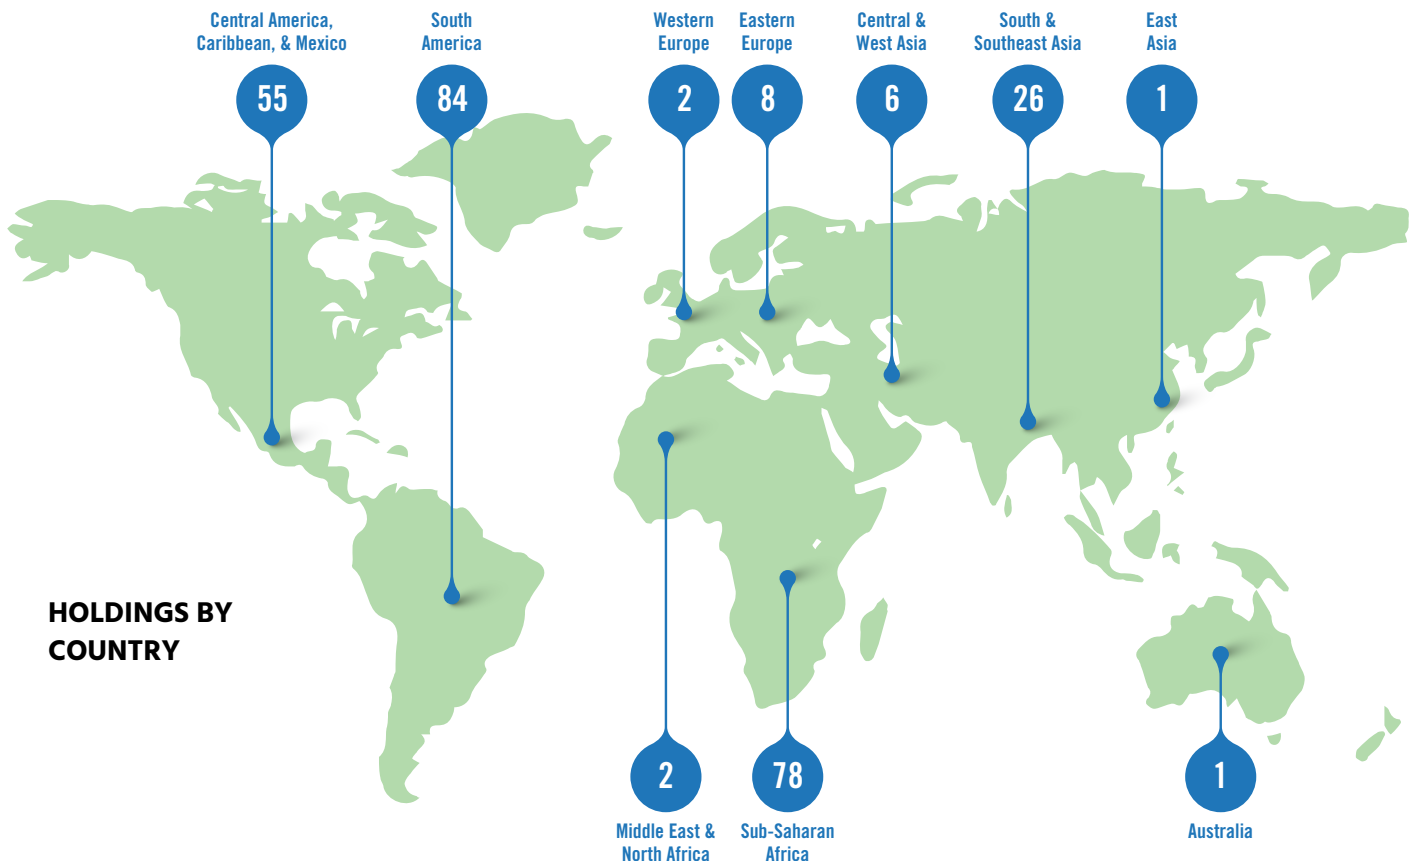 Central America,
Caribbean, & Mexico
55
South
America
84
Western
Europe
2
Eastern
Europe
8
Central &
West Asia
6
South &
Southeast Asia
26
East
Asia
1
HOLDINGS BY
COUNTRY
2
Middle East &
North Africa
78
Sub-Saharan
Africa
1
Australia